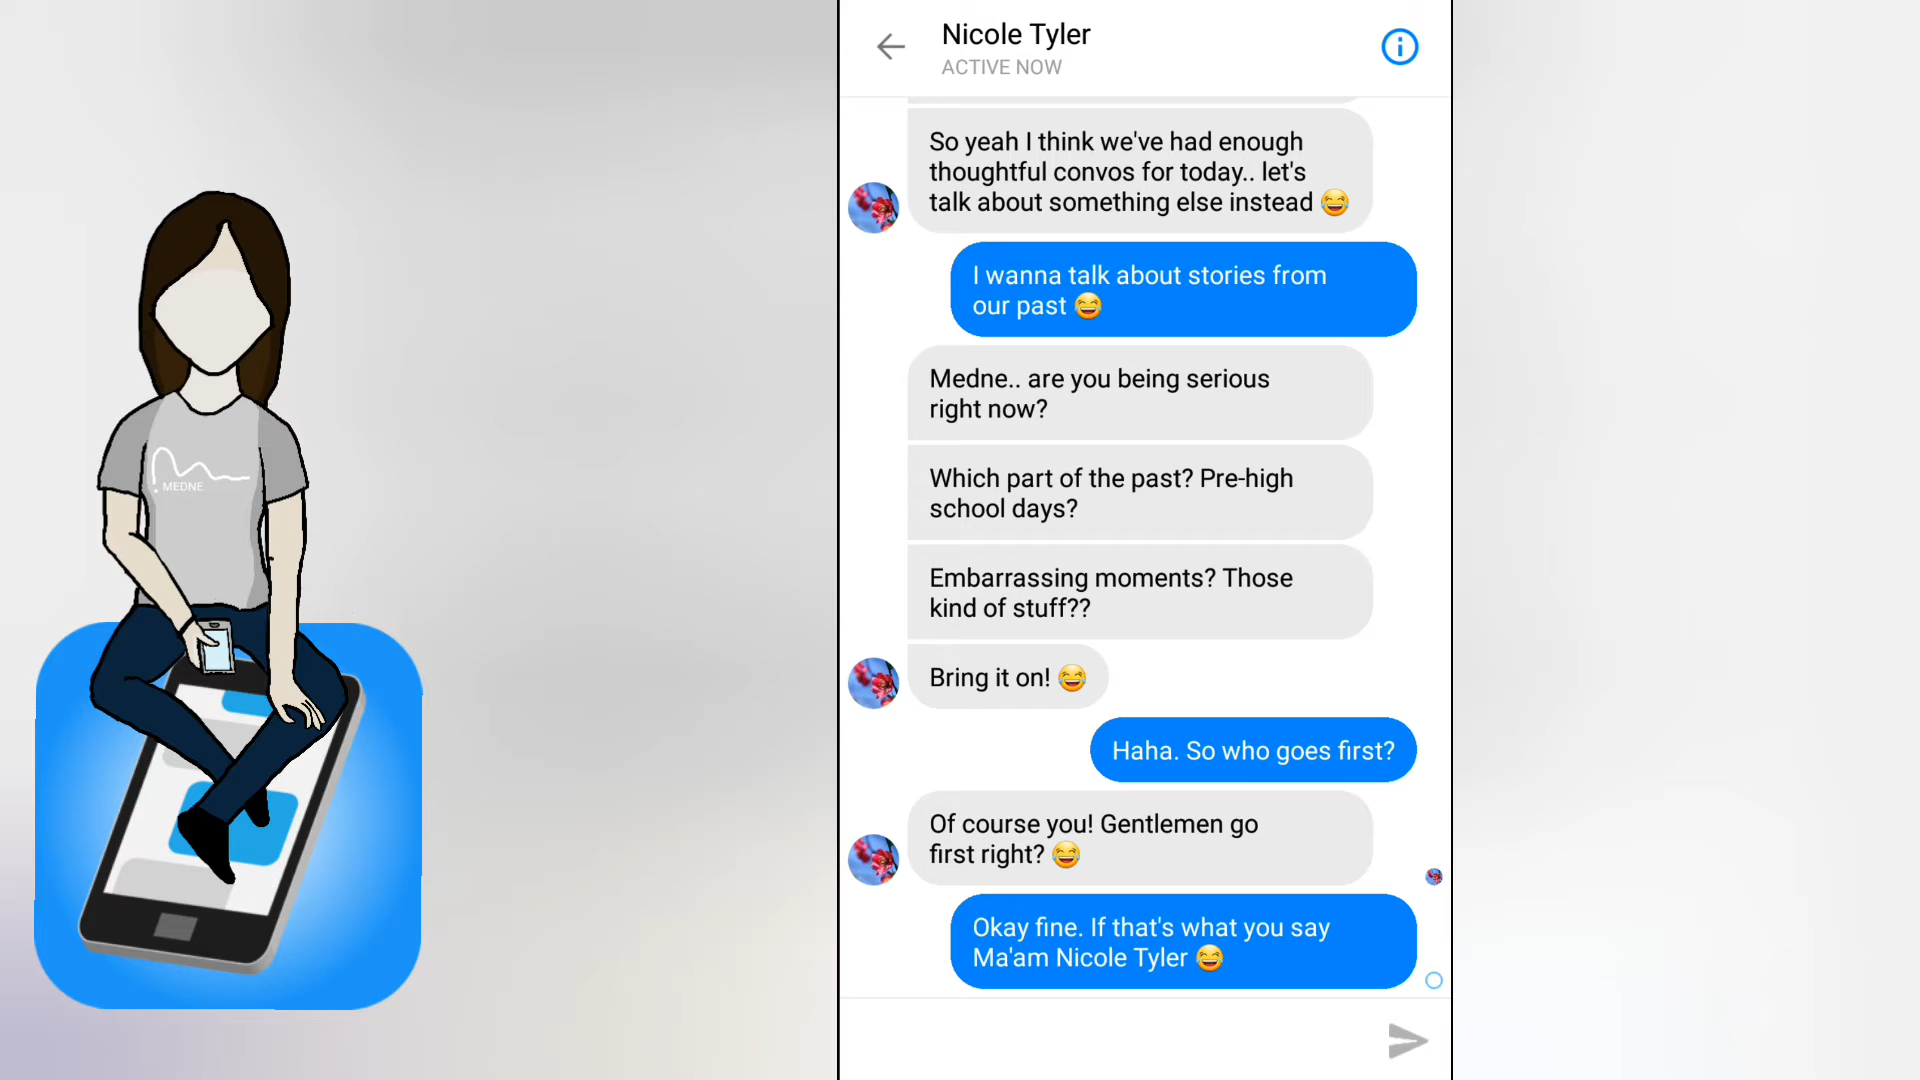 Nicole Tyler
ACTIVE NOW
So yeah I think we've had enough
thoughtful convos for today.. let's
talk about something else instead 😂
I wanna talk about stories from
our past 😂
Medne.. are you being serious
right now?
Which part of the past? Pre-high
school days?
Embarrassing moments? Those
kind of stuff??
Bring it on! 😂
Haha. So who goes first?
Of course you! Gentlemen go
first right? 😂
Okay fine. If that's what you say
Ma'am Nicole Tyler 😂
MEDNE